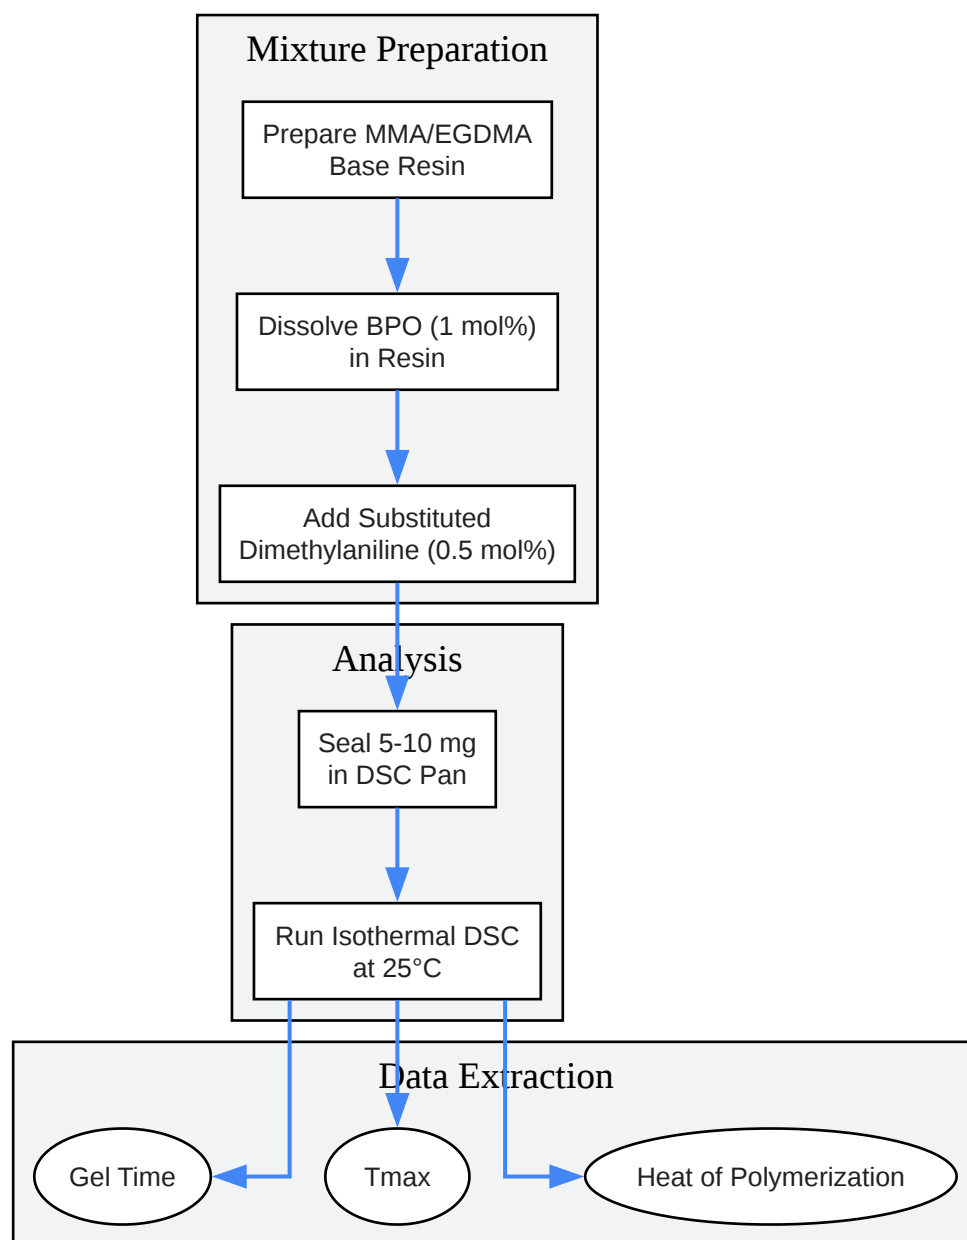 Mixture Preparation
Prepare MMA/EGDMA
Base Resin
Dissolve BPO (1 mol%)
in Resin
Add Substituted
Dimethylaniline (0.5 mol%)
Analysis
Seal 5-10 mg
in DSC Pan
Run Isothermal DSC
at 25°C
Data Extraction
Gel Time
Tmax
Heat of Polymerization